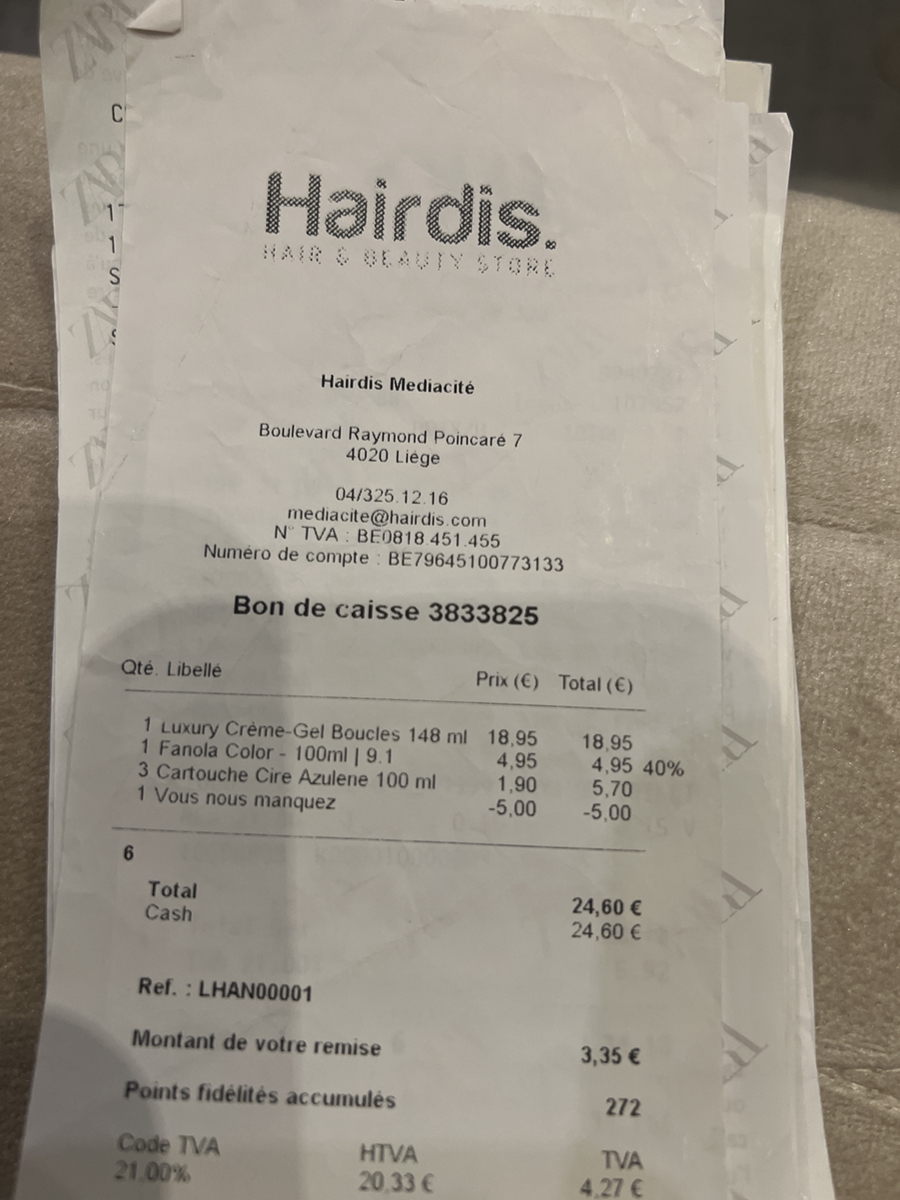 Hairdis.
HAIR & BEAUTY STORE
Hairdis Mediacité
Boulevard Raymond Poincaré 7
4020 Liège
04/325.12.16
mediacite@hairdis.com
N° TVA : BE0818.451.455
Numéro de compte : BE79645100773133
Bon de caisse 3833825
Qté. Libellé Prix (€) Total (€)
1 Luxury Crème-Gel Boucles 148 ml 18,95 18,95
1 Fanola Color - 100ml | 9.1 4,95 4,95 40%
3 Cartouche Cire Azulene 100 ml 1,90 5,70
1 Vous nous manquez -5,00 -5,00
6
Total 24,60 €
Cash 24,60 €
Ref. : LHAN00001
Montant de votre remise 3,35 €
Points fidélités accumulés 272
Code TVA HTVA TVA
21.00% 20.33 € 4.27 €